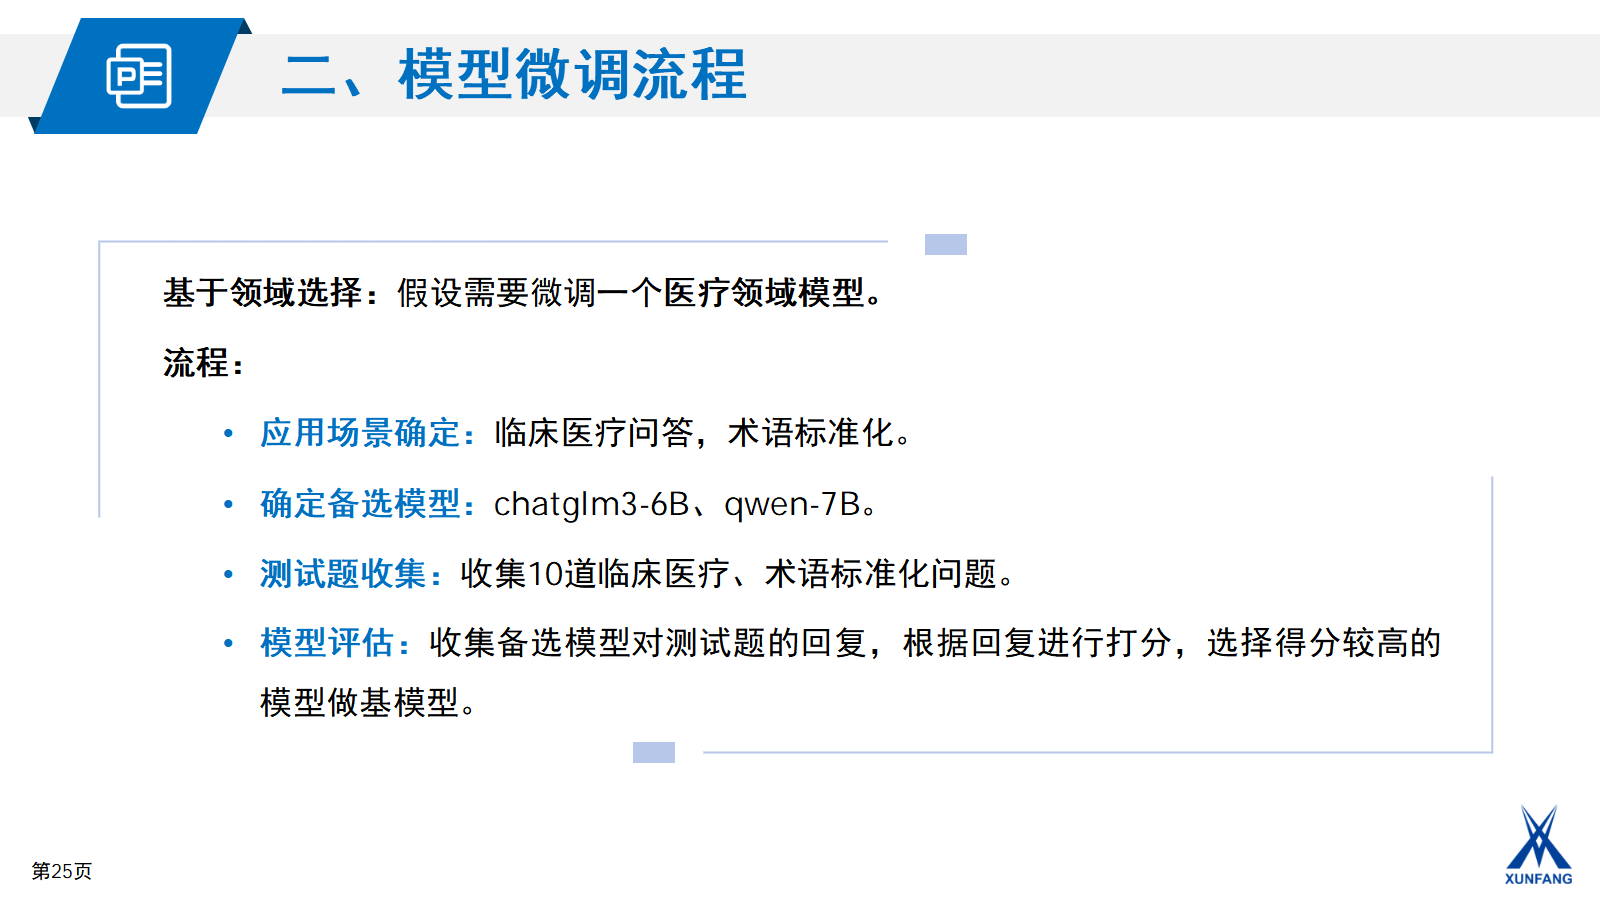 二、模型微调流程
基于领域选择：假设需要微调一个医疗领域模型。
流程：
• 应用场景确定：临床医疗问答，术语标准化。
• 确定备选模型：chatglm3-6B、qwen-7B。
• 测试题收集：收集10道临床医疗、术语标准化问题。
• 模型评估：收集备选模型对测试题的回复，根据回复进行打分，选择得分较高的
模型做基模型。
第25页
XUNFANG